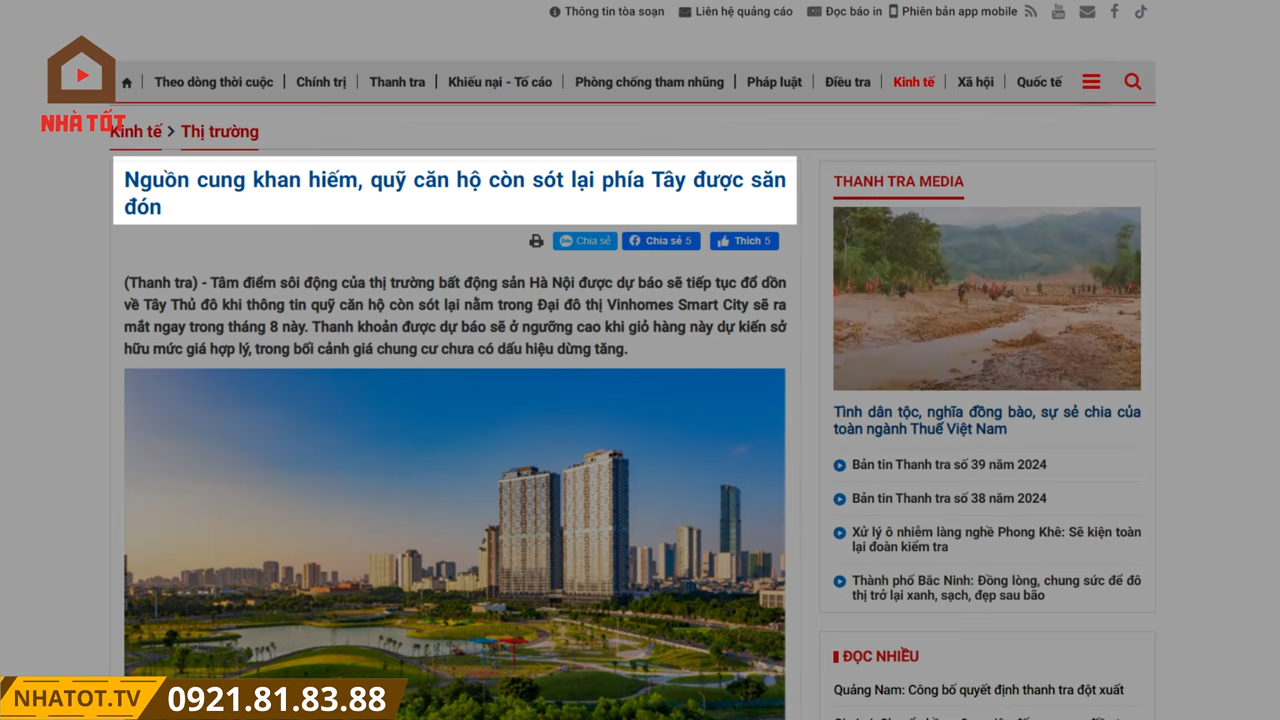 Thông tin tòa soạn
Liên hệ quảng cáo
Đọc báo in
Phiên bản app mobile
NHÀ TỐT
Theo dòng thời cuộc
Chính trị
Thanh tra
Khiếu nại - Tố cáo
Phòng chống tham nhũng
Pháp luật
Điều tra
Kinh tế
Xã hội
Quốc tế
Kinh tế > Thị trường
Nguồn cung khan hiếm, quỹ căn hộ còn sót lại phía Tây được săn
đón
Chia sẻ
Chia sẻ 5
Thích 5
(Thanh tra) - Tâm điểm sôi động của thị trường bất động sản Hà Nội được dự báo sẽ tiếp tục đổ dồn
về Tây Thủ đô khi thông tin quỹ căn hộ còn sót lại nằm trong Đại đô thị Vinhomes Smart City sẽ ra
mắt ngay trong tháng 8 này. Thanh khoản được dự báo sẽ ở ngưỡng cao khi giỏ hàng này dự kiến sở
hữu mức giá hợp lý, trong bối cảnh giá chung cư chưa có dấu hiệu dừng tăng.
THANH TRA MEDIA
Tình dân tộc, nghĩa đồng bào, sự sẻ chia của
toàn ngành Thuế Việt Nam
Bản tin Thanh tra số 39 năm 2024
Bản tin Thanh tra số 38 năm 2024
Xử lý ô nhiễm làng nghề Phong Khê: Sẽ kiện toàn
lại đoàn kiểm tra
Thành phố Bắc Ninh: Đồng lòng, chung sức để đô
thị trở lại xanh, sạch, đẹp sau bão
ĐỌC NHIỀU
Quảng Nam: Công bố quyết định thanh tra đột xuất
NHATOT.TV
0921.81.83.88